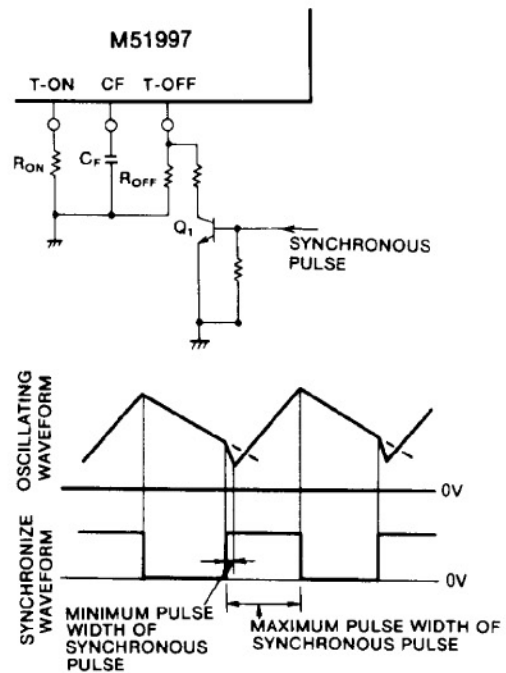 M51997
T-ON CF T-OFF
RON
CF
ROFF
Q1
SYNCHRONOUS
PULSE
OSCILLATING
WAVEFORM
0V
SYNCHRONIZE
WAVEFORM
0V
MINIMUM PULSE
WIDTH OF
SYNCHRONOUS
PULSE
MAXIMUM PULSE WIDTH OF
SYNCHRONOUS PULSE